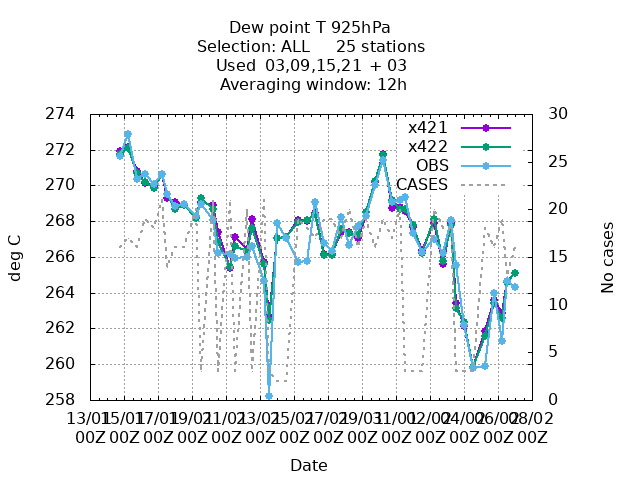 Dew point T 925hPa
Selection: ALL 25 stations
Used 03,09,15,21 + 03
Averaging window: 12h
274
272
270
268
266
264
262
260
258
deg C
x421
x422
OBS
CASES
30
25
20
15
10
5
0
No cases
13/01 15/01 17/01 19/01 21/01 23/01 25/01 27/01 29/01 31/01 02/02 04/02 06/02 08/02
00Z 00Z 00Z 00Z 00Z 00Z 00Z 00Z 00Z 00Z 00Z 00Z 00Z 00Z
Date